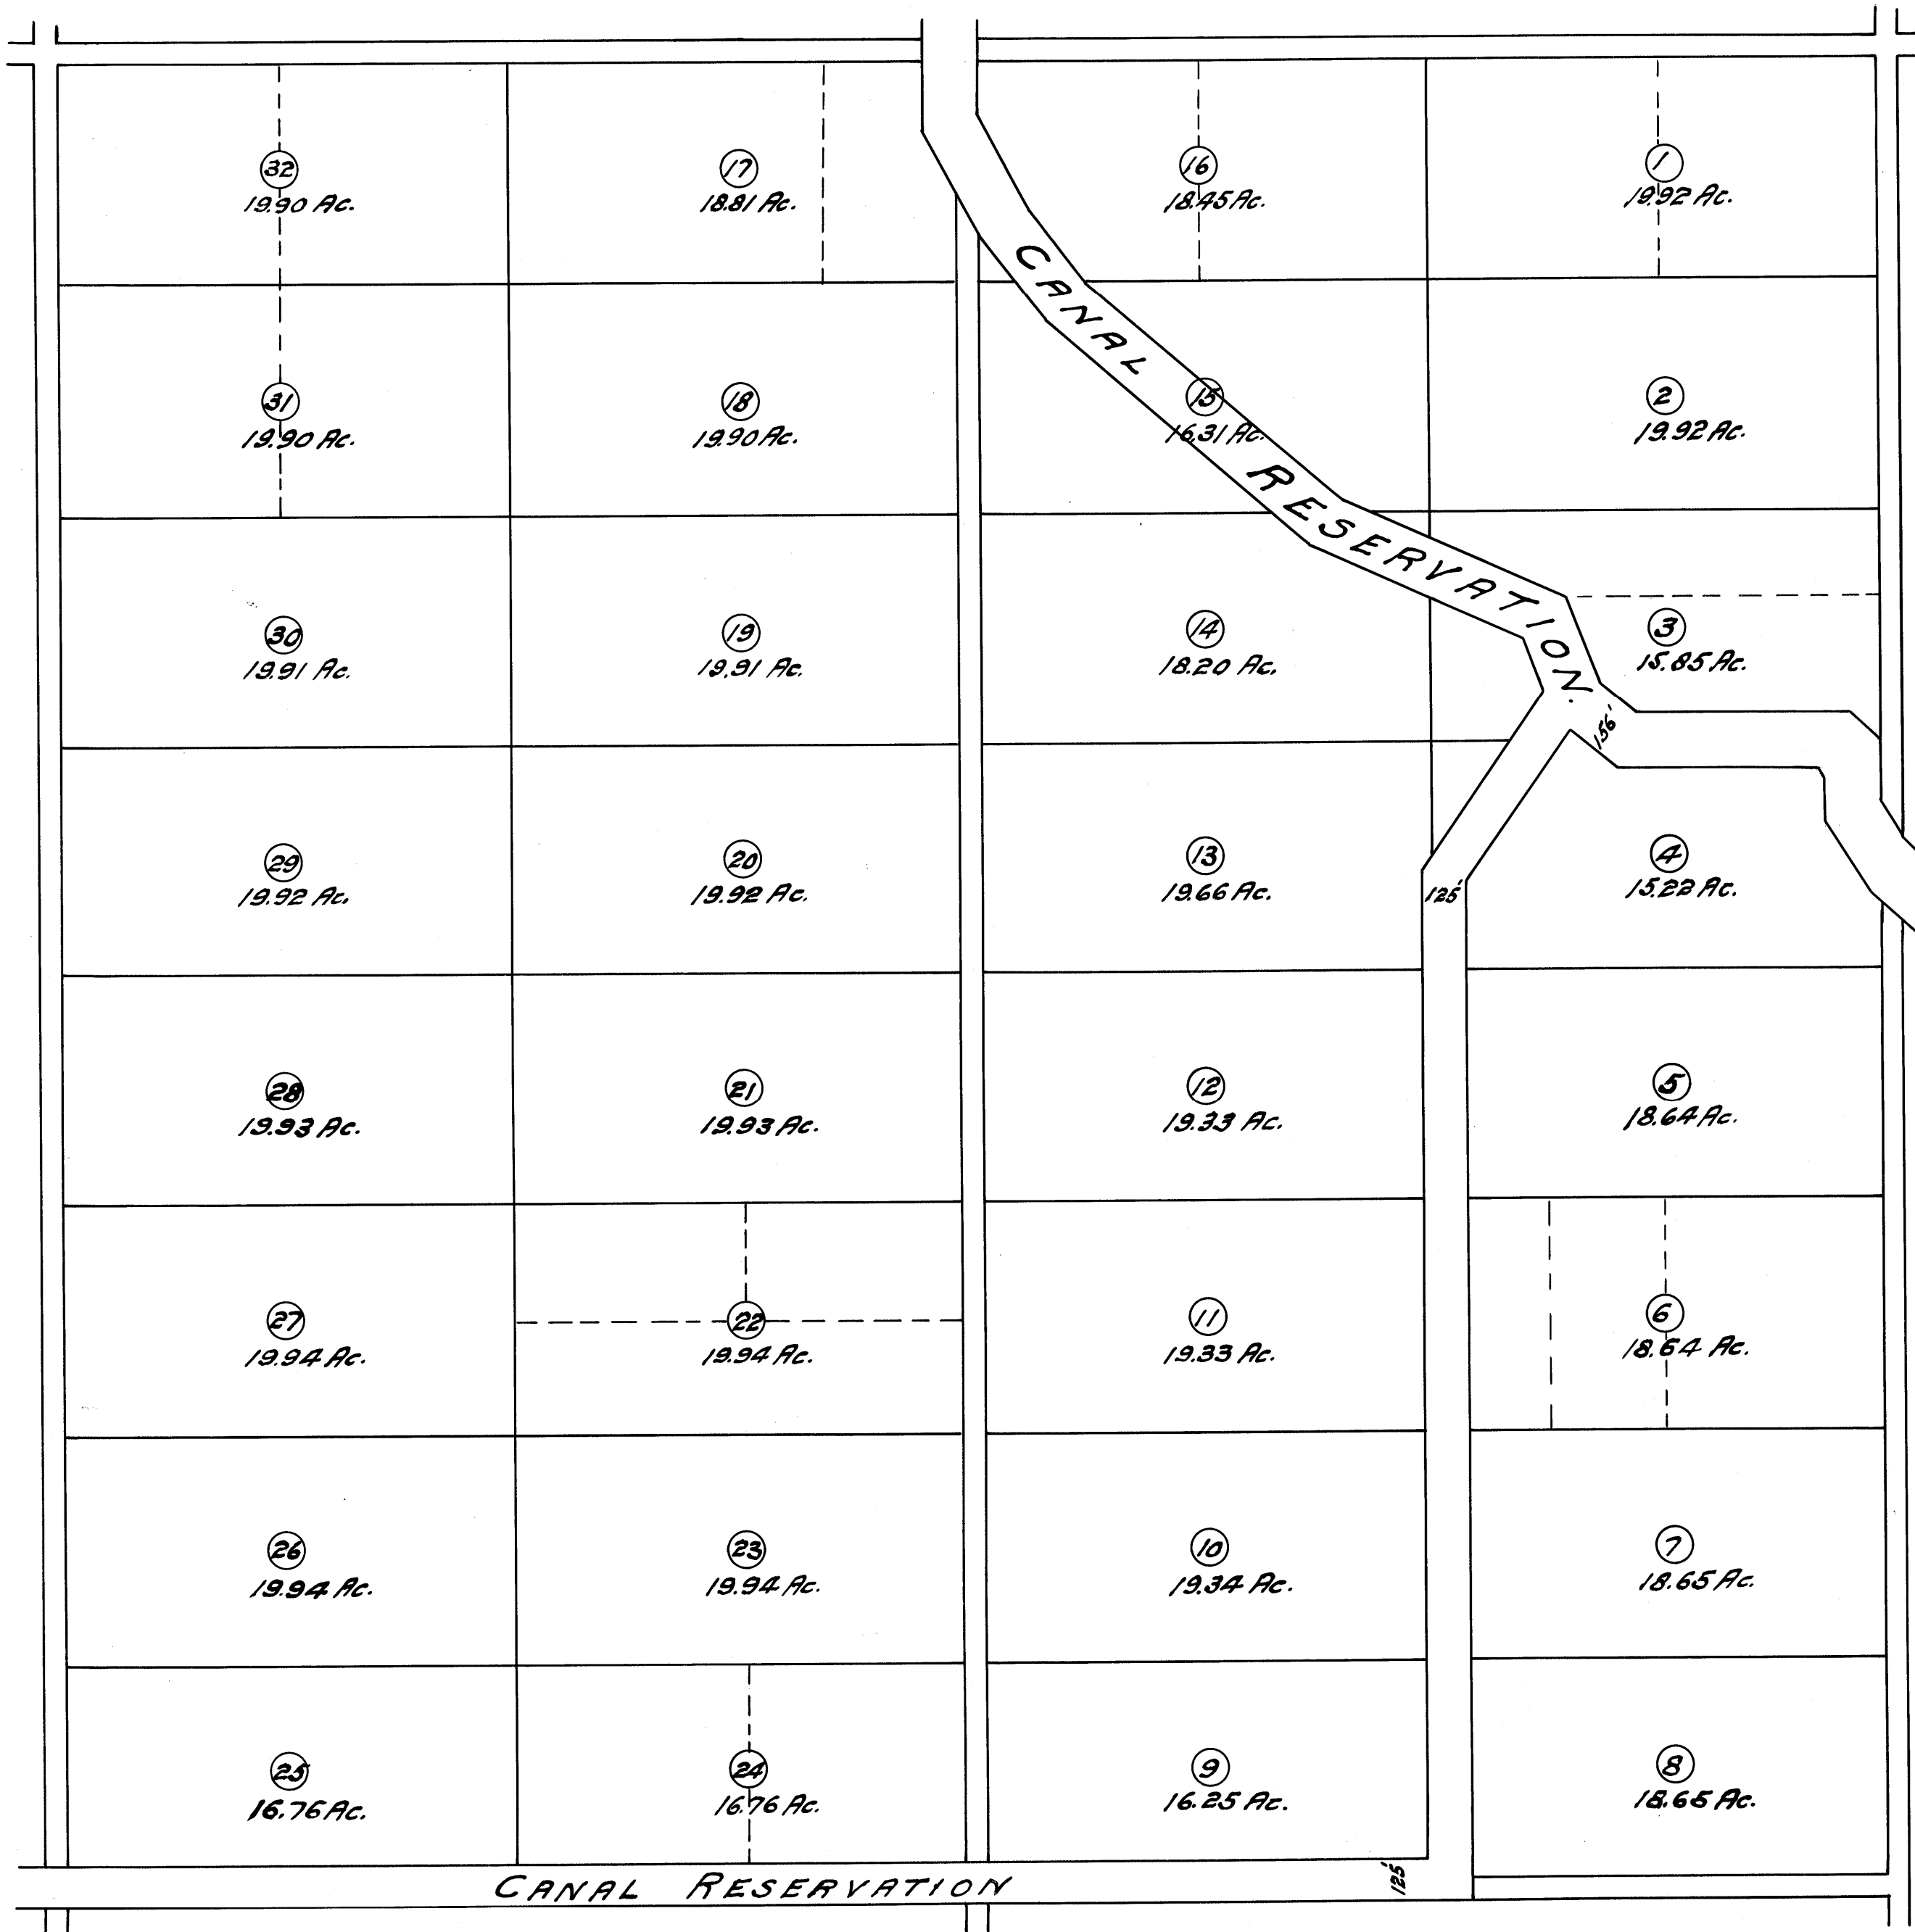 32
19.90 Ac.
17
18.81 Ac.
16
18.45 Ac.
1
19.92 Ac.
CANAL RESERVATION.
31
19.90 Ac.
18
19.90 Ac.
15
16.31 Ac.
2
19.92 Ac.
30
19.91 Ac.
19
19.91 Ac.
14
18.20 Ac.
3
15.85 Ac.
156'
29
19.92 Ac.
20
19.92 Ac.
13
19.66 Ac.
125'
4
15.22 Ac.
28
19.93 Ac.
21
19.93 Ac.
12
19.33 Ac.
5
18.64 Ac.
27
19.94 Ac.
22
19.94 Ac.
11
19.33 Ac.
6
18.64 Ac.
26
19.94 Ac.
23
19.94 Ac.
10
19.34 Ac.
7
18.65 Ac.
25
16.76 Ac.
24
16.76 Ac.
9
16.25 Ac.
8
18.65 Ac.
125'
CANAL RESERVATION